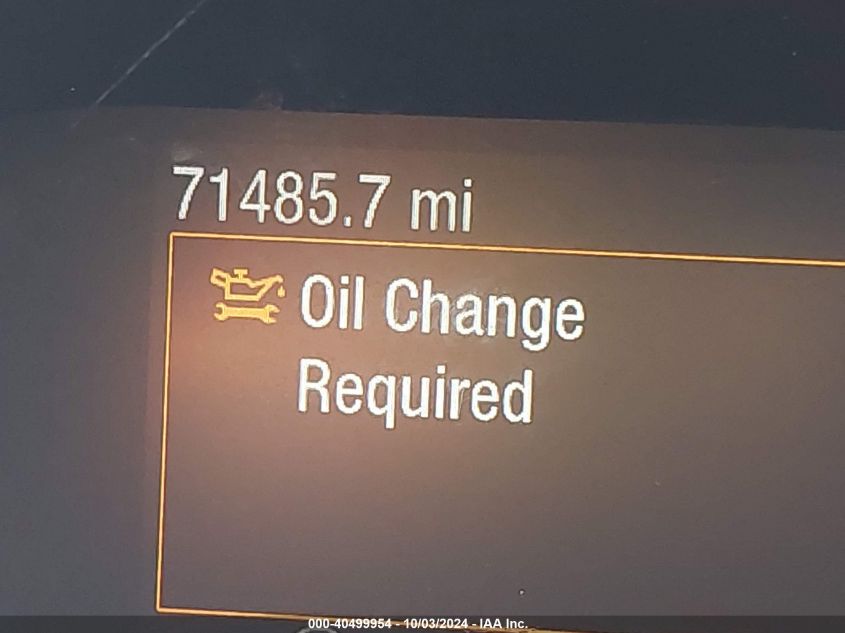 71485.7 mi
Oil Change
Required
000-40499954 - 10/03/2024 - IAA Inc.